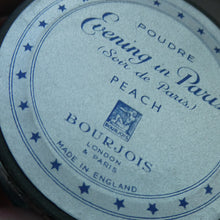 POUDRE
Evening in Paris
(Soir de Paris)
PEACH
BOURJOIS
LONDON
& PARIS
MADE IN ENGLAND